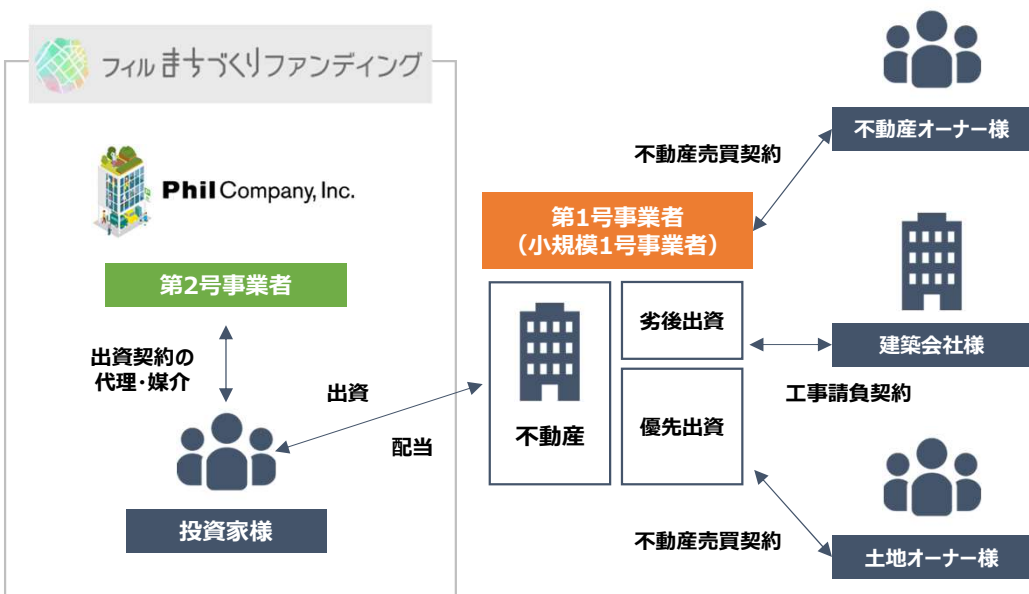 フィルまちづくりファンディング
Phil Company, Inc.
第2号事業者
出資契約の
代理・媒介
投資家様
出資
配当
第1号事業者
（小規模1号事業者）
不動産
劣後出資
優先出資
不動産売買契約
不動産オーナー様
建築会社様
工事請負契約
不動産売買契約
土地オーナー様